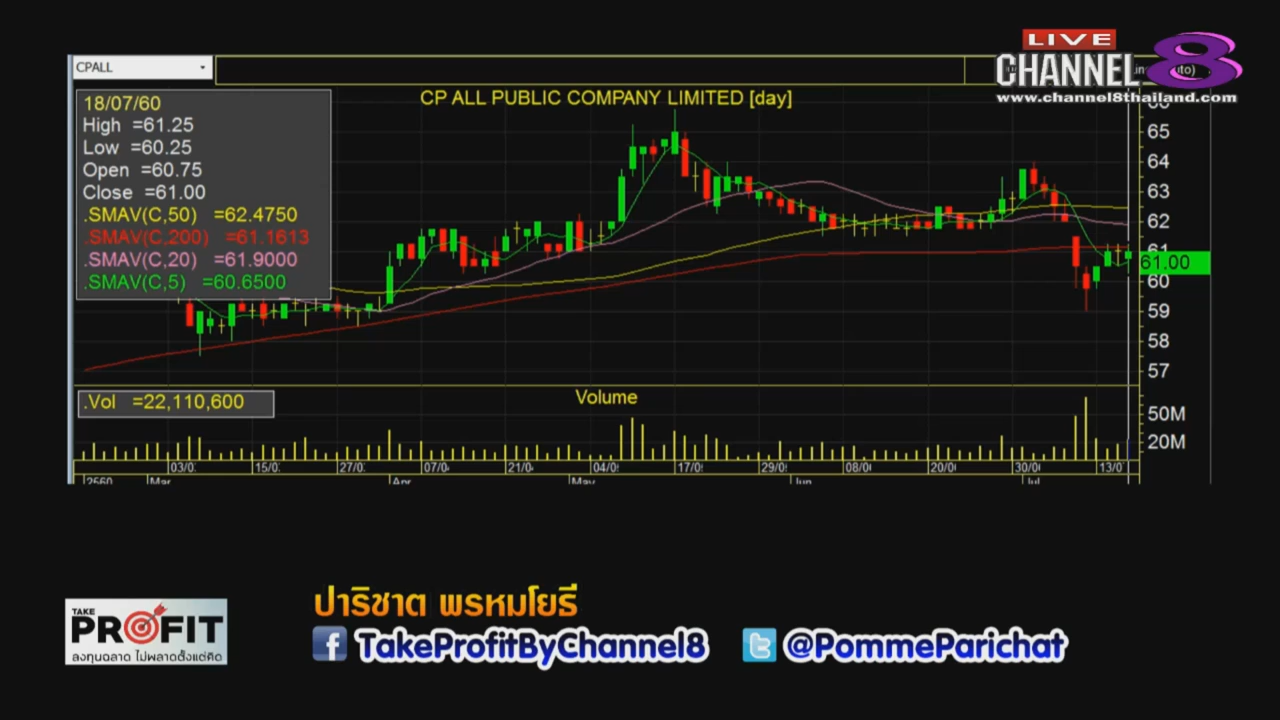 LIVE
CHANNEL 8
www.channel8thailand.com
CPALL
CP ALL PUBLIC COMPANY LIMITED [day]
18/07/60
High =61.25
Low =60.25
Open =60.75
Close =61.00
.SMAV(C,50) =62.4750
.SMAV(C,200) =61.1613
.SMAV(C,20) =61.9000
.SMAV(C,5) =60.6500
65
64
63
62
61
61.00
60
59
58
57
.Vol =22,110,600
Volume
50M
20M
03/0
15/0
27/0
07/0
21/0
04/0
17/0
29/0
08/0
20/0
30/0
13/0
2560 Mar Apr May Jun Jul
TAKE
PROFIT
ลงทุนฉลาด ไม่พลาดตั้งแต่คิด
ปาริชาต พรหมโยธี
TakeProfitByChannel8
@PommeParichat